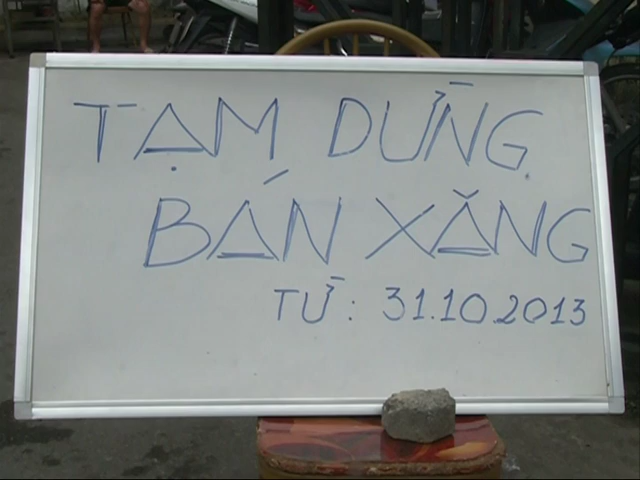 TẠM DỪNG
BÁN XĂNG
TỪ: 31.10.2013